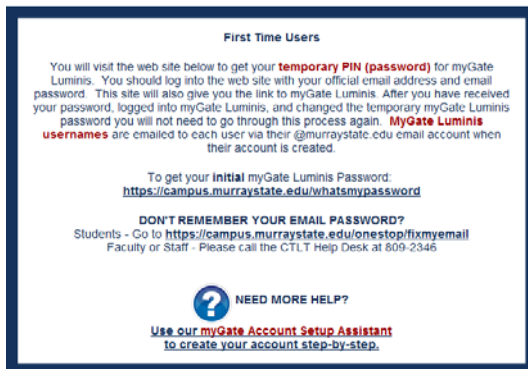 First Time Users
You will visit the web site below to get your temporary PIN (password) for myGate
Luminis. You should log into the web site with your official email address and email
password. This site will also give you the link to myGate Luminis. After you have received
your password, logged into myGate Luminis, and changed the temporary myGate Luminis
password you will not need to go through this process again. MyGate Luminis
usernames are emailed to each user via their @murraystate.edu email account when
their account is created.
To get your initial myGate Luminis Password:
https://campus.murraystate.edu/whatsmypassword
DON'T REMEMBER YOUR EMAIL PASSWORD?
Students - Go to https://campus.murraystate.edu/onestop/fixmyemail
Faculty or Staff - Please call the CTLT Help Desk at 809-2346
? NEED MORE HELP?
Use our myGate Account Setup Assistant
to create your account step-by-step.